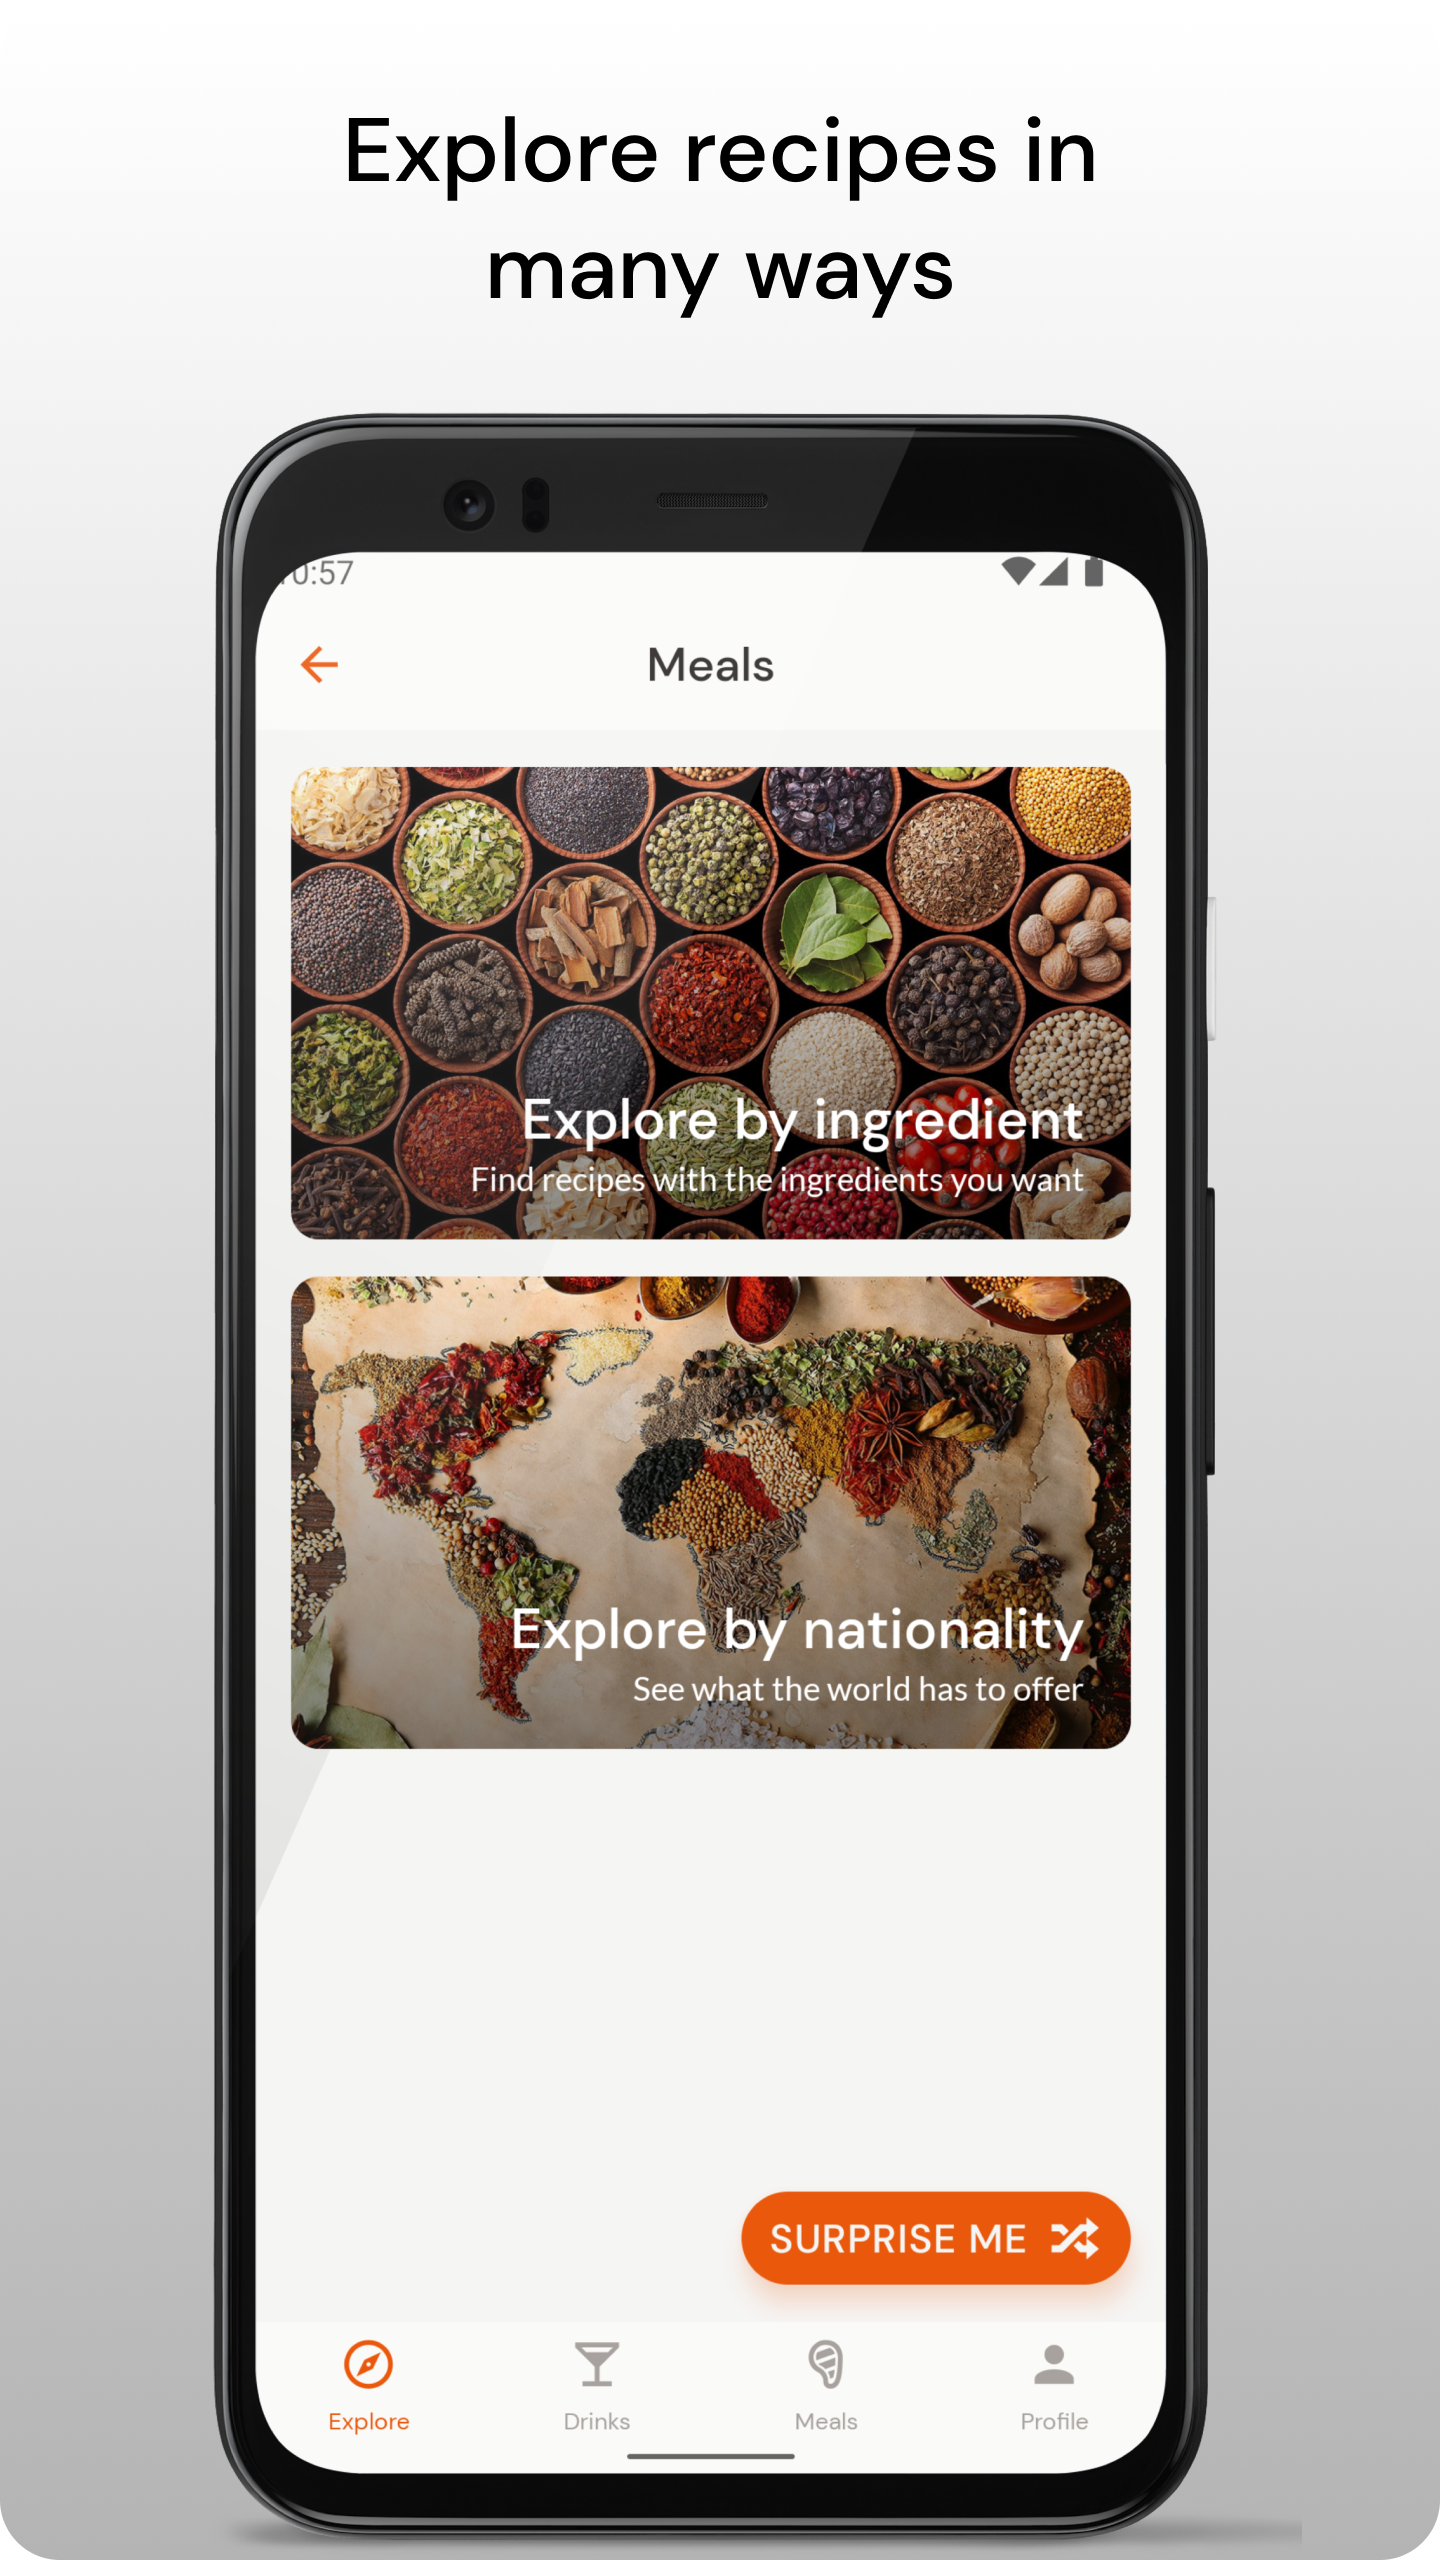 Explore recipes in
many ways
0:57
Meals
Explore by ingredient
Find recipes with the ingredients you want
Explore by nationality
See what the world has to offer
SURPRISE ME
Explore
Drinks
Meals
Profile